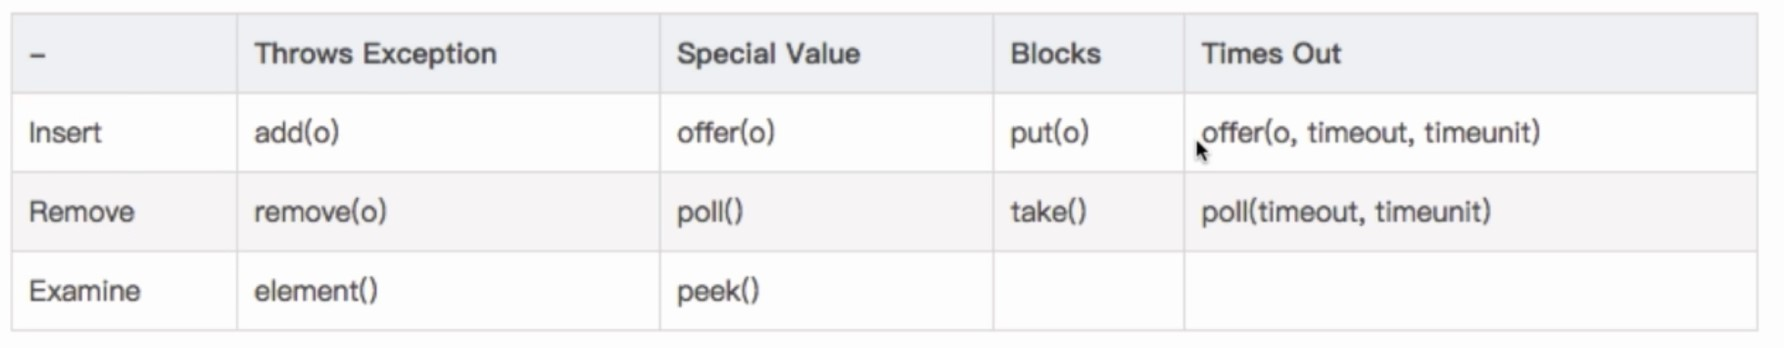 – Throws Exception Special Value Blocks Times Out
Insert add(o) offer(o) put(o) offer(o, timeout, timeunit)
Remove remove(o) poll() take() poll(timeout, timeunit)
Examine element() peek()